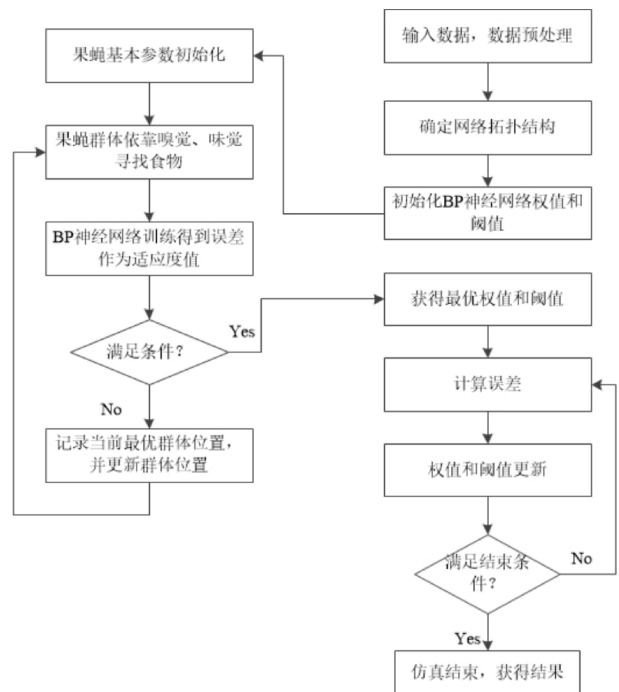 输入数据，数据预处理
确定网络拓扑结构
初始化BP神经网络权值和
阈值
果蝇基本参数初始化
果蝇群体依靠嗅觉、味觉
寻找食物
BP神经网络训练得到误差
作为适应度值
满足条件？
Yes
No
记录当前最优群体位置，
并更新群体位置
获得最优权值和阈值
计算误差
权值和阈值更新
满足结束条
件？
No
Yes
仿真结束，获得结果